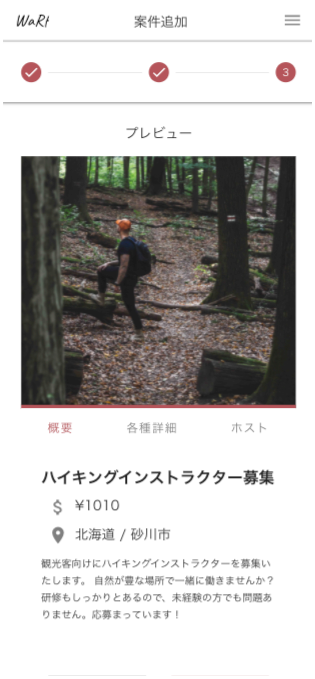 WaRk
案件追加
3
プレビュー
概要
各種詳細
ホスト
ハイキングインストラクター募集
¥1010
北海道 / 砂川市
観光客向けにハイキングインストラクターを募集い
たします。 自然が豊な場所で一緒に働きませんか？
研修もしっかりとあるので、未経験の方でも問題あ
りません。応募まっています！